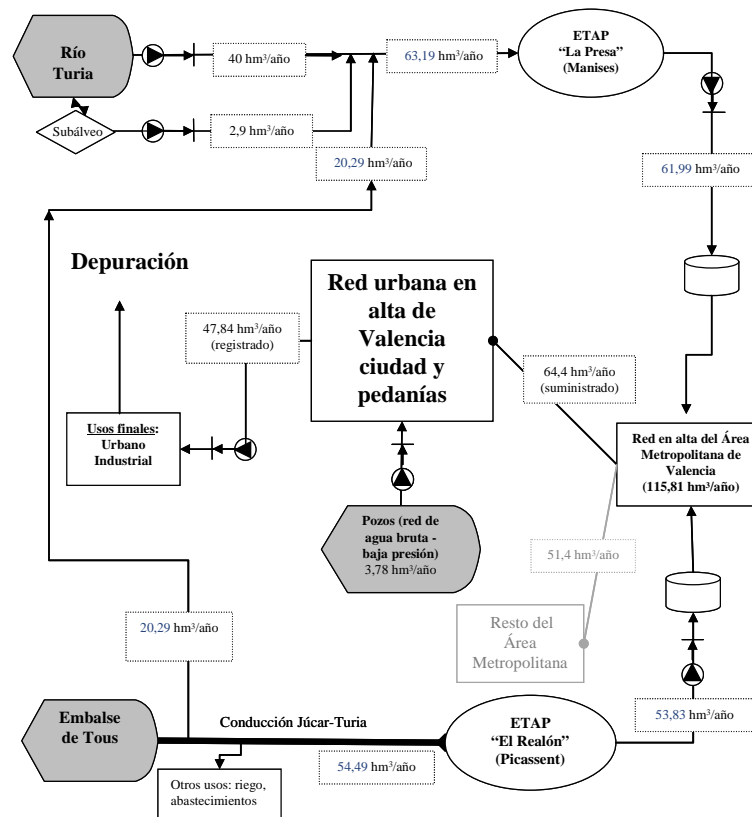 Río
Turia
40 hm³/año
63,19 hm³/año
ETAP
“La Presa”
(Manises)
Subálveo
2,9 hm³/año
20,29 hm³/año
61,99 hm³/año
Depuración
Red urbana en
alta de
Valencia
ciudad y
pedanías
47,84 hm³/año
(registrado)
64,4 hm³/año
(suministrado)
Usos finales:
Urbano
Industrial
Red en alta del Área
Metropolitana de
Valencia
(115,81 hm³/año)
Pozos (red de
agua bruta -
baja presión)
3,78 hm³/año
51,4 hm³/año
Resto del
Área
Metropolitana
20,29 hm³/año
Embalse
de Tous
Conducción Júcar-Turia
ETAP
“El Realón”
(Picassent)
53,83 hm³/año
54,49 hm³/año
Otros usos: riego,
abastecimientos